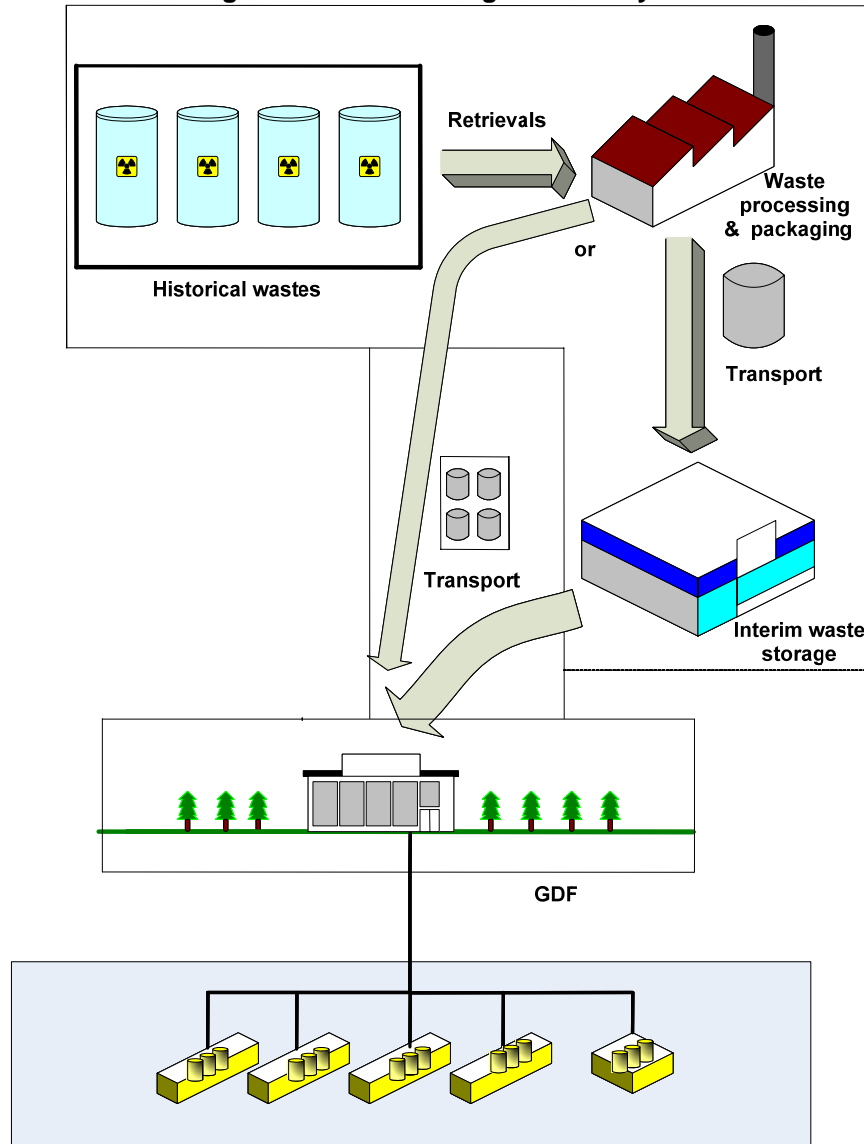 Retrievals
Waste
processing
& packaging
or
Historical wastes
Transport
Transport
Interim waste
storage
GDF